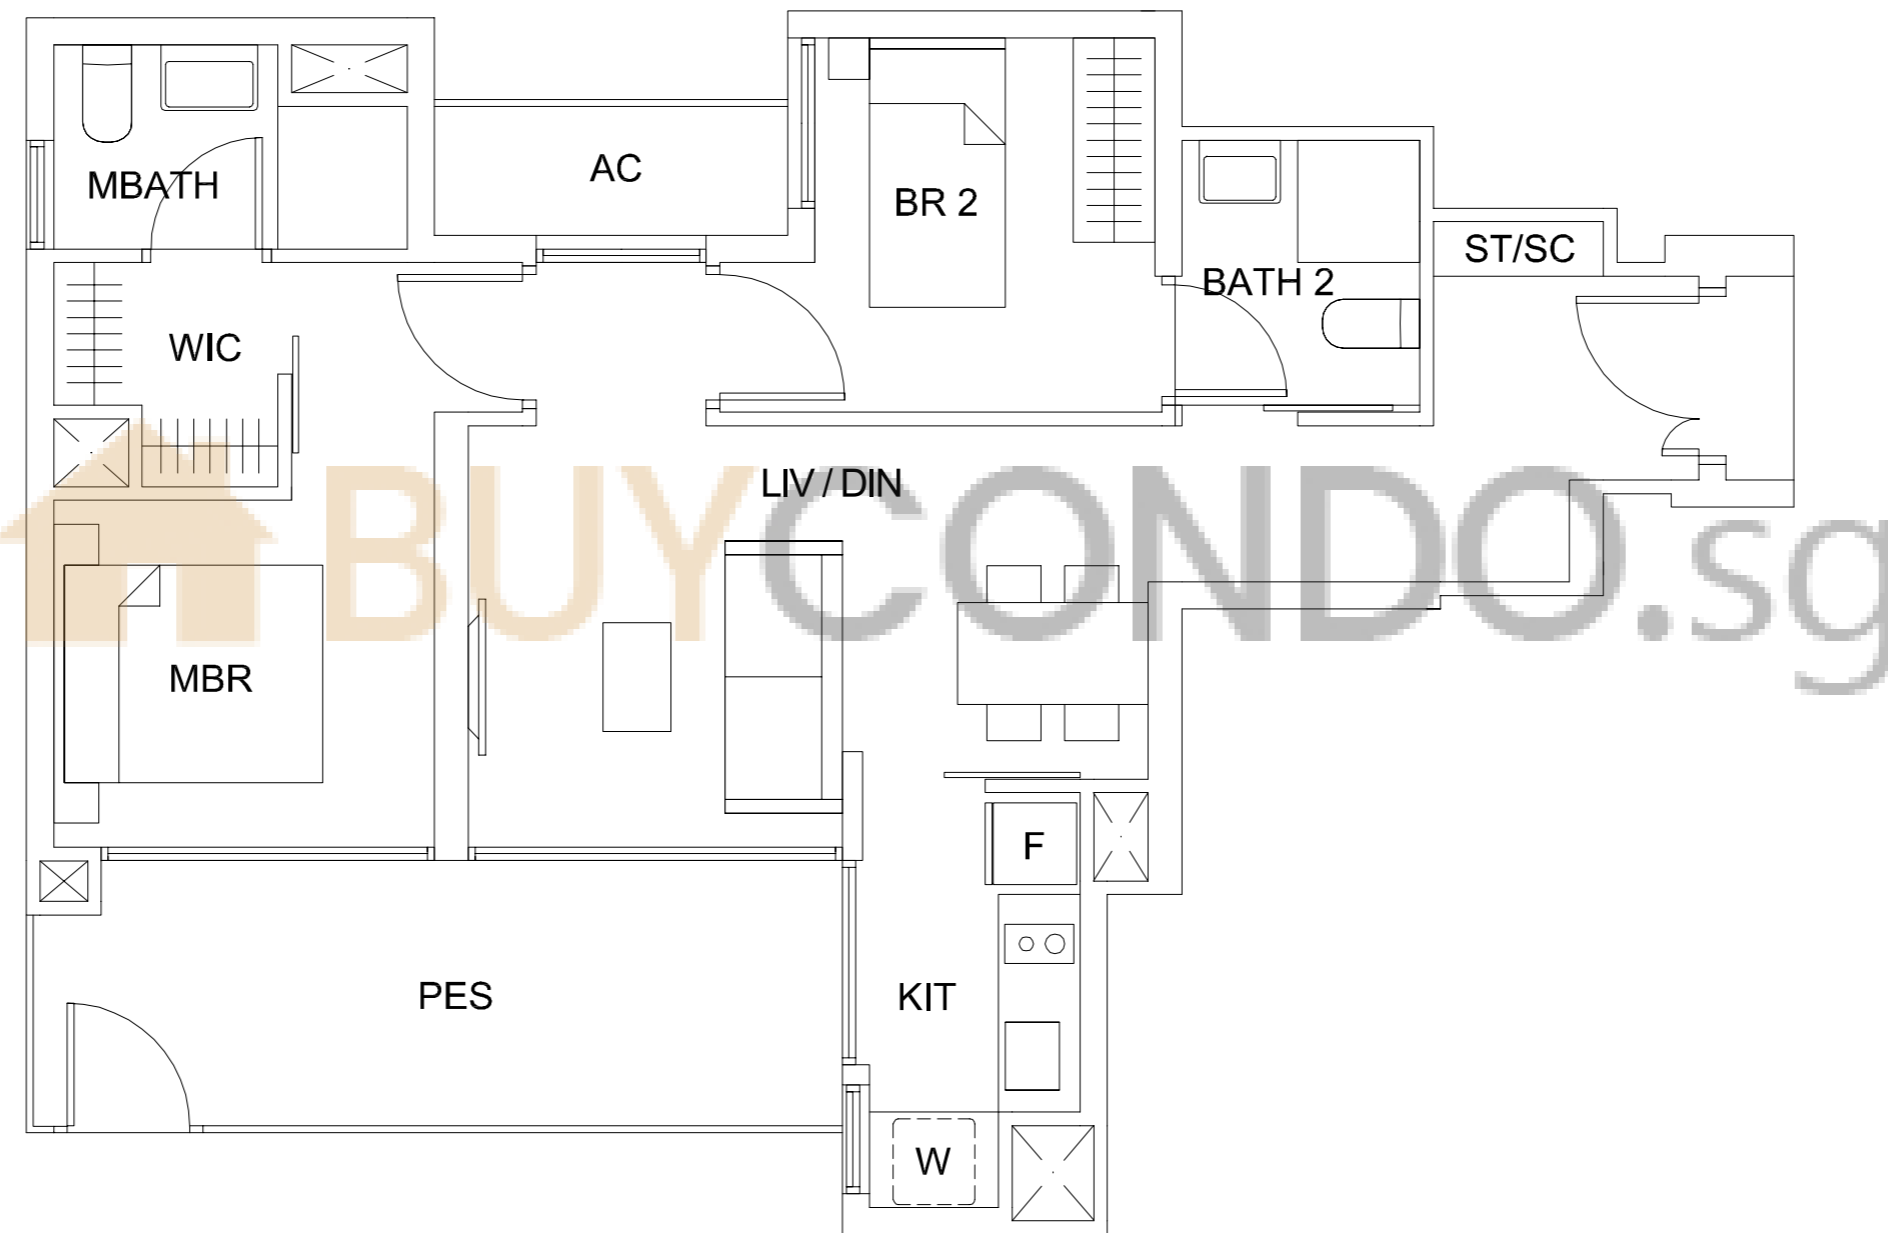 MBATH
AC
BR 2
BATH 2
ST/SC
WIC
LIV / DIN
BUYCONDO.sg
MBR
F
PES
KIT
W